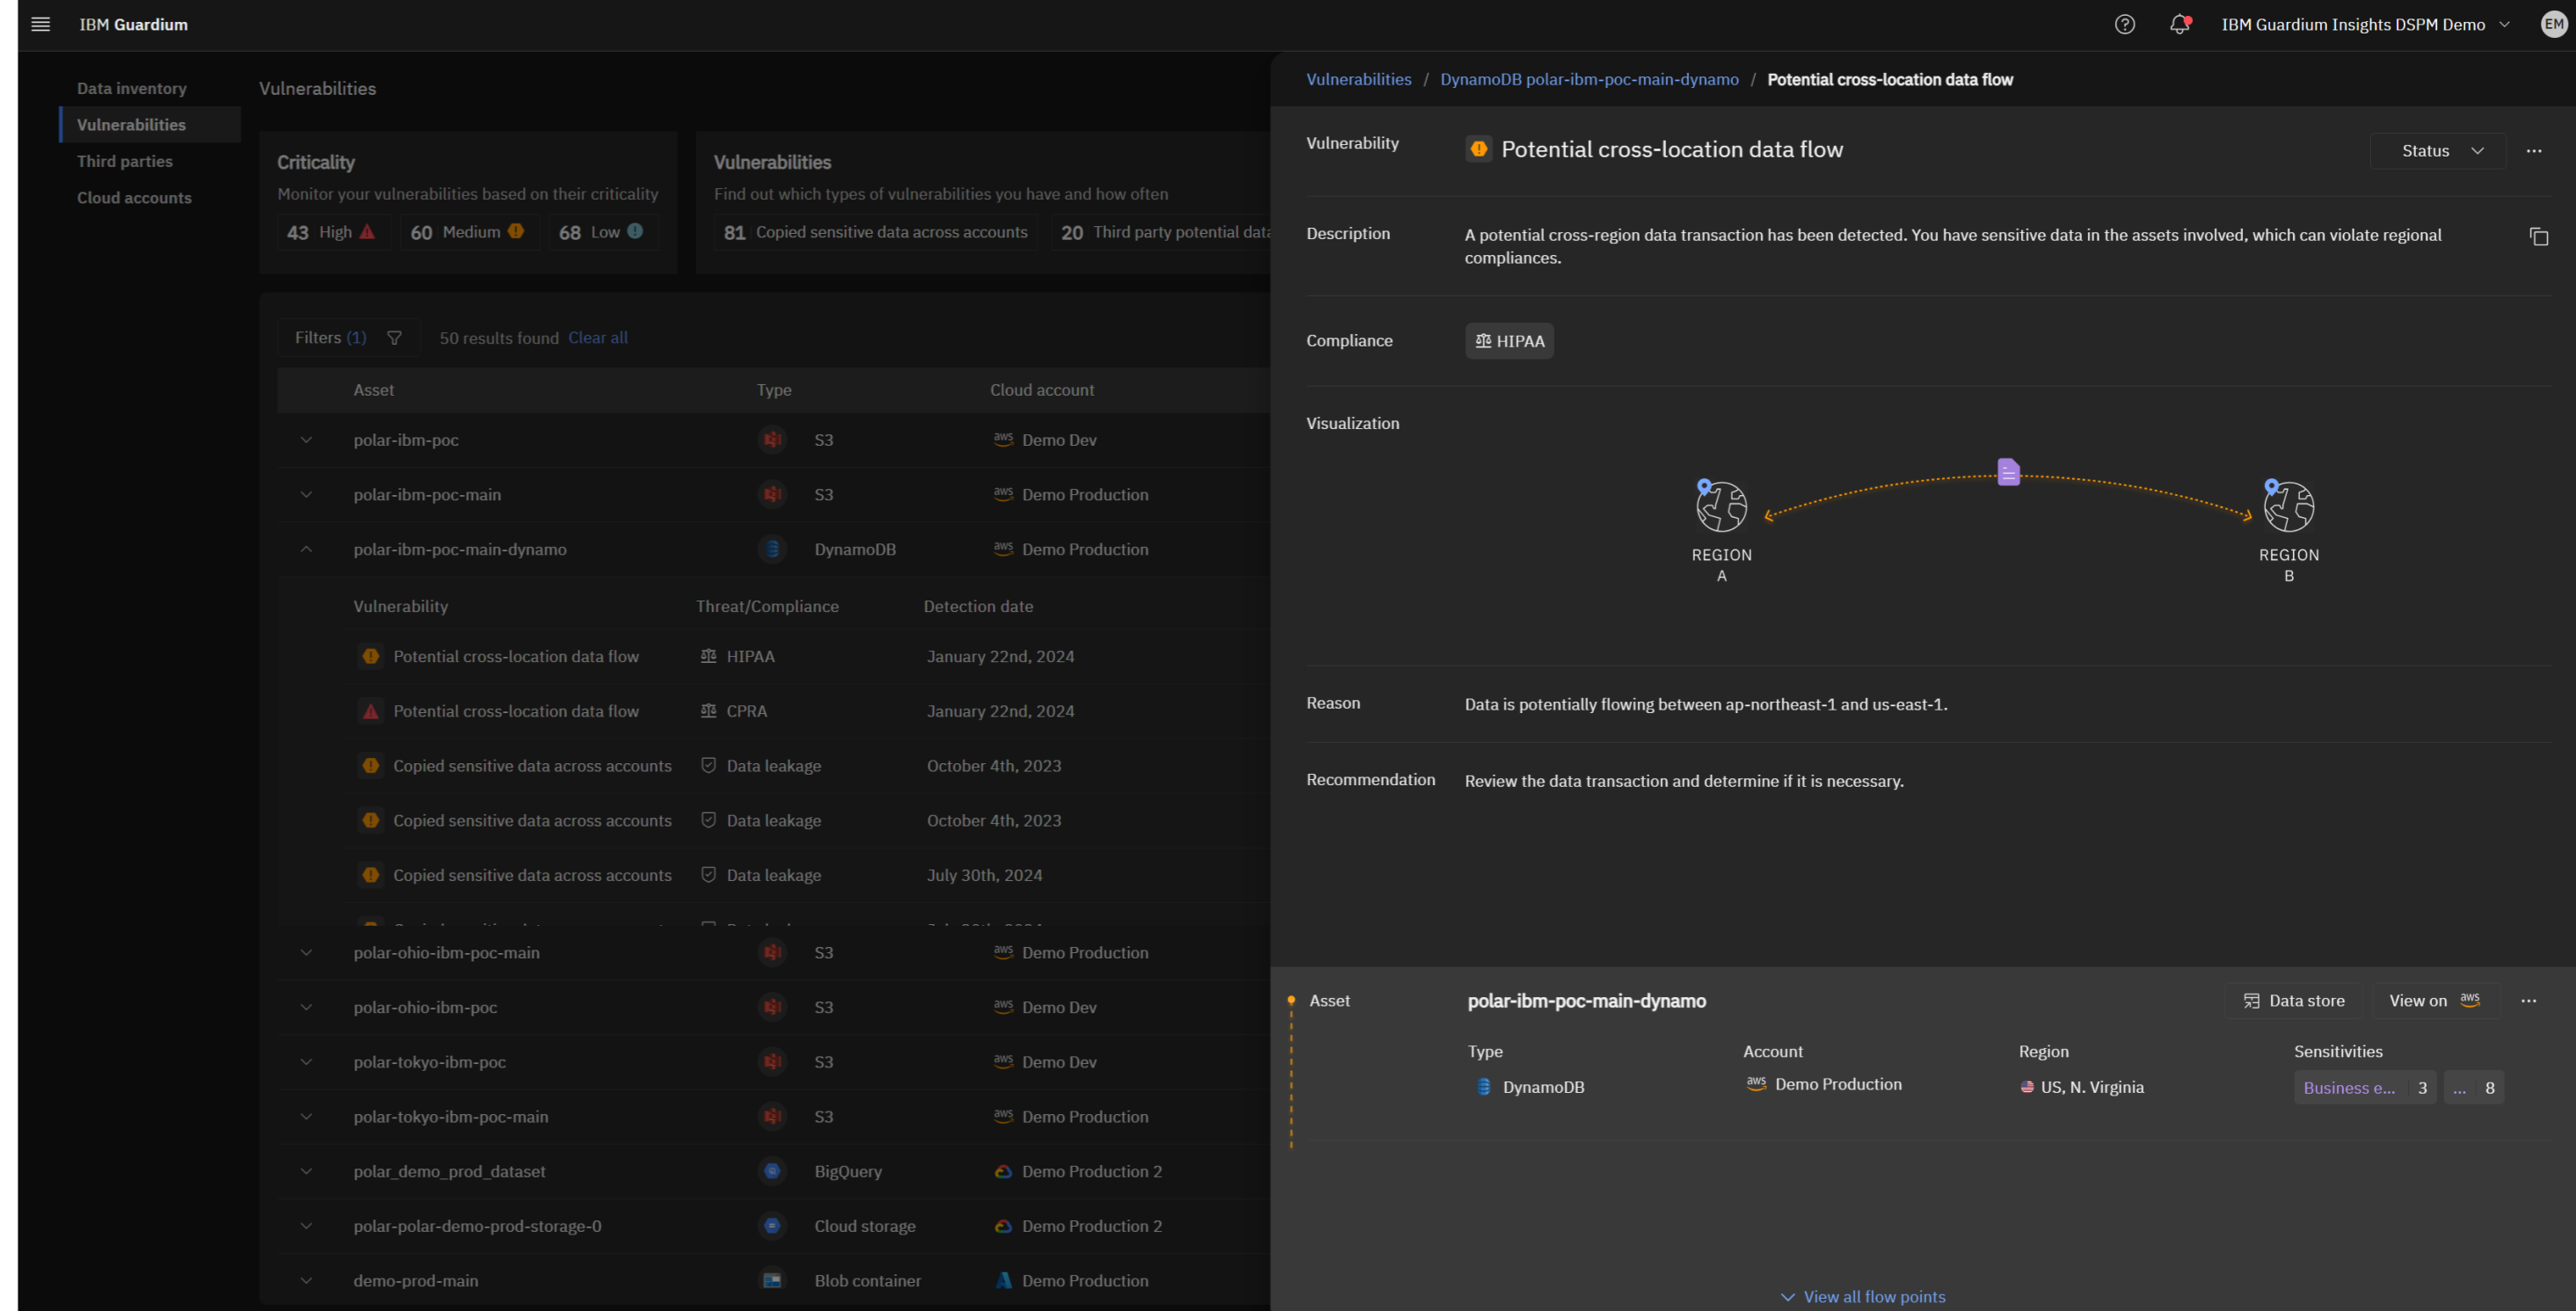 IBM Guardium
IBM Guardium Insights DSPM Demo
EM
Data inventory
Vulnerabilities
Third parties
Cloud accounts
Vulnerabilities
Criticality
Monitor your vulnerabilities based on their criticality
43 High
60 Medium
68 Low
Vulnerabilities
Find out which types of vulnerabilities you have and how often
81 Copied sensitive data across accounts
20 Third party potential data
Filters (1)
50 results found Clear all
Asset Type Cloud account
polar-ibm-poc S3 aws Demo Dev
polar-ibm-poc-main S3 aws Demo Production
polar-ibm-poc-main-dynamo DynamoDB aws Demo Production
Vulnerability Threat/Compliance Detection date
Potential cross-location data flow HIPAA January 22nd, 2024
Potential cross-location data flow CPRA January 22nd, 2024
Copied sensitive data across accounts Data leakage October 4th, 2023
Copied sensitive data across accounts Data leakage October 4th, 2023
Copied sensitive data across accounts Data leakage July 30th, 2024
polar-ohio-ibm-poc-main S3 aws Demo Production
polar-ohio-ibm-poc S3 aws Demo Dev
polar-tokyo-ibm-poc S3 aws Demo Dev
polar-tokyo-ibm-poc-main S3 aws Demo Production
polar_demo_prod_dataset BigQuery Demo Production 2
polar-polar-demo-prod-storage-0 Cloud storage Demo Production 2
demo-prod-main Blob container Demo Production
Vulnerabilities / DynamoDB polar-ibm-poc-main-dynamo / Potential cross-location data flow
Vulnerability Potential cross-location data flow
Status
Description A potential cross-region data transaction has been detected. You have sensitive data in the assets involved, which can violate regional
compliances.
Compliance HIPAA
Visualization
REGION
A
REGION
B
Reason Data is potentially flowing between ap-northeast-1 and us-east-1.
Recommendation Review the data transaction and determine if it is necessary.
Asset polar-ibm-poc-main-dynamo
Data store
View on aws
Type Account Region Sensitivities
DynamoDB aws Demo Production US, N. Virginia Business e... 3 ... 8
View all flow points